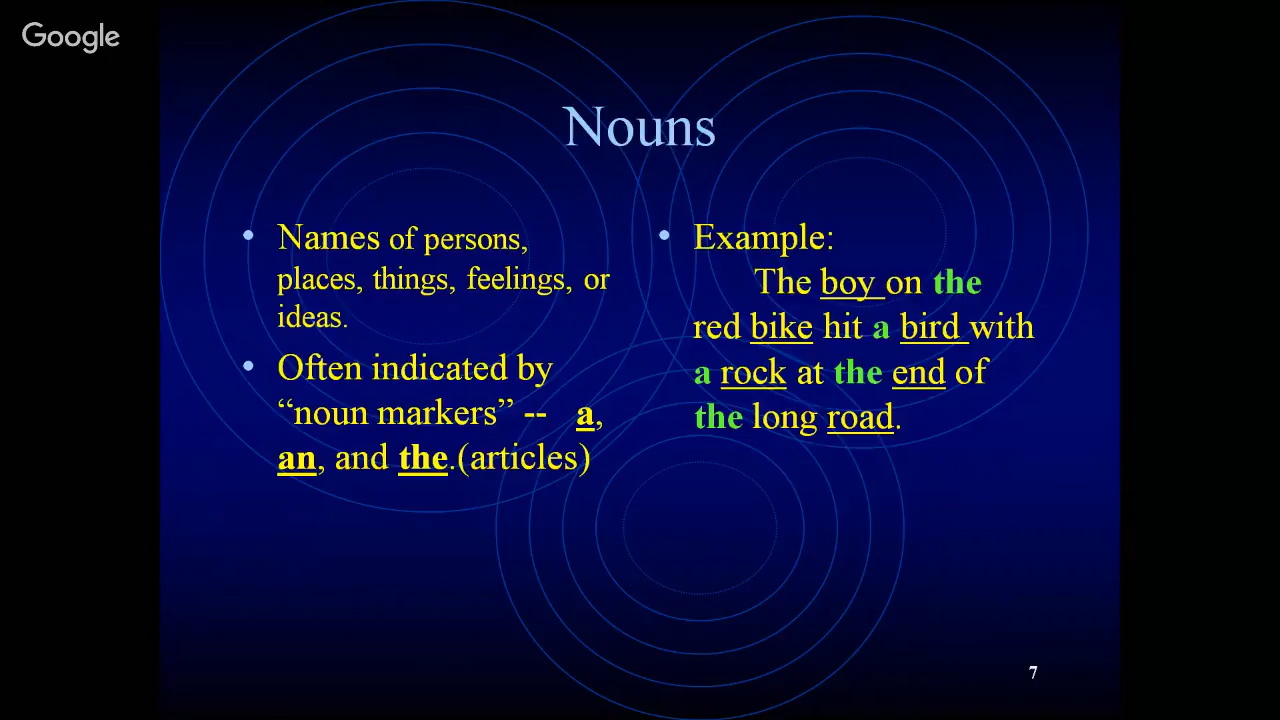 Google
Nouns
• Names of persons,
places, things, feelings, or
ideas.
• Often indicated by
“noun markers” -- a,
an, and the.(articles)
• Example:
The boy on the
red bike hit a bird with
a rock at the end of
the long road.
7